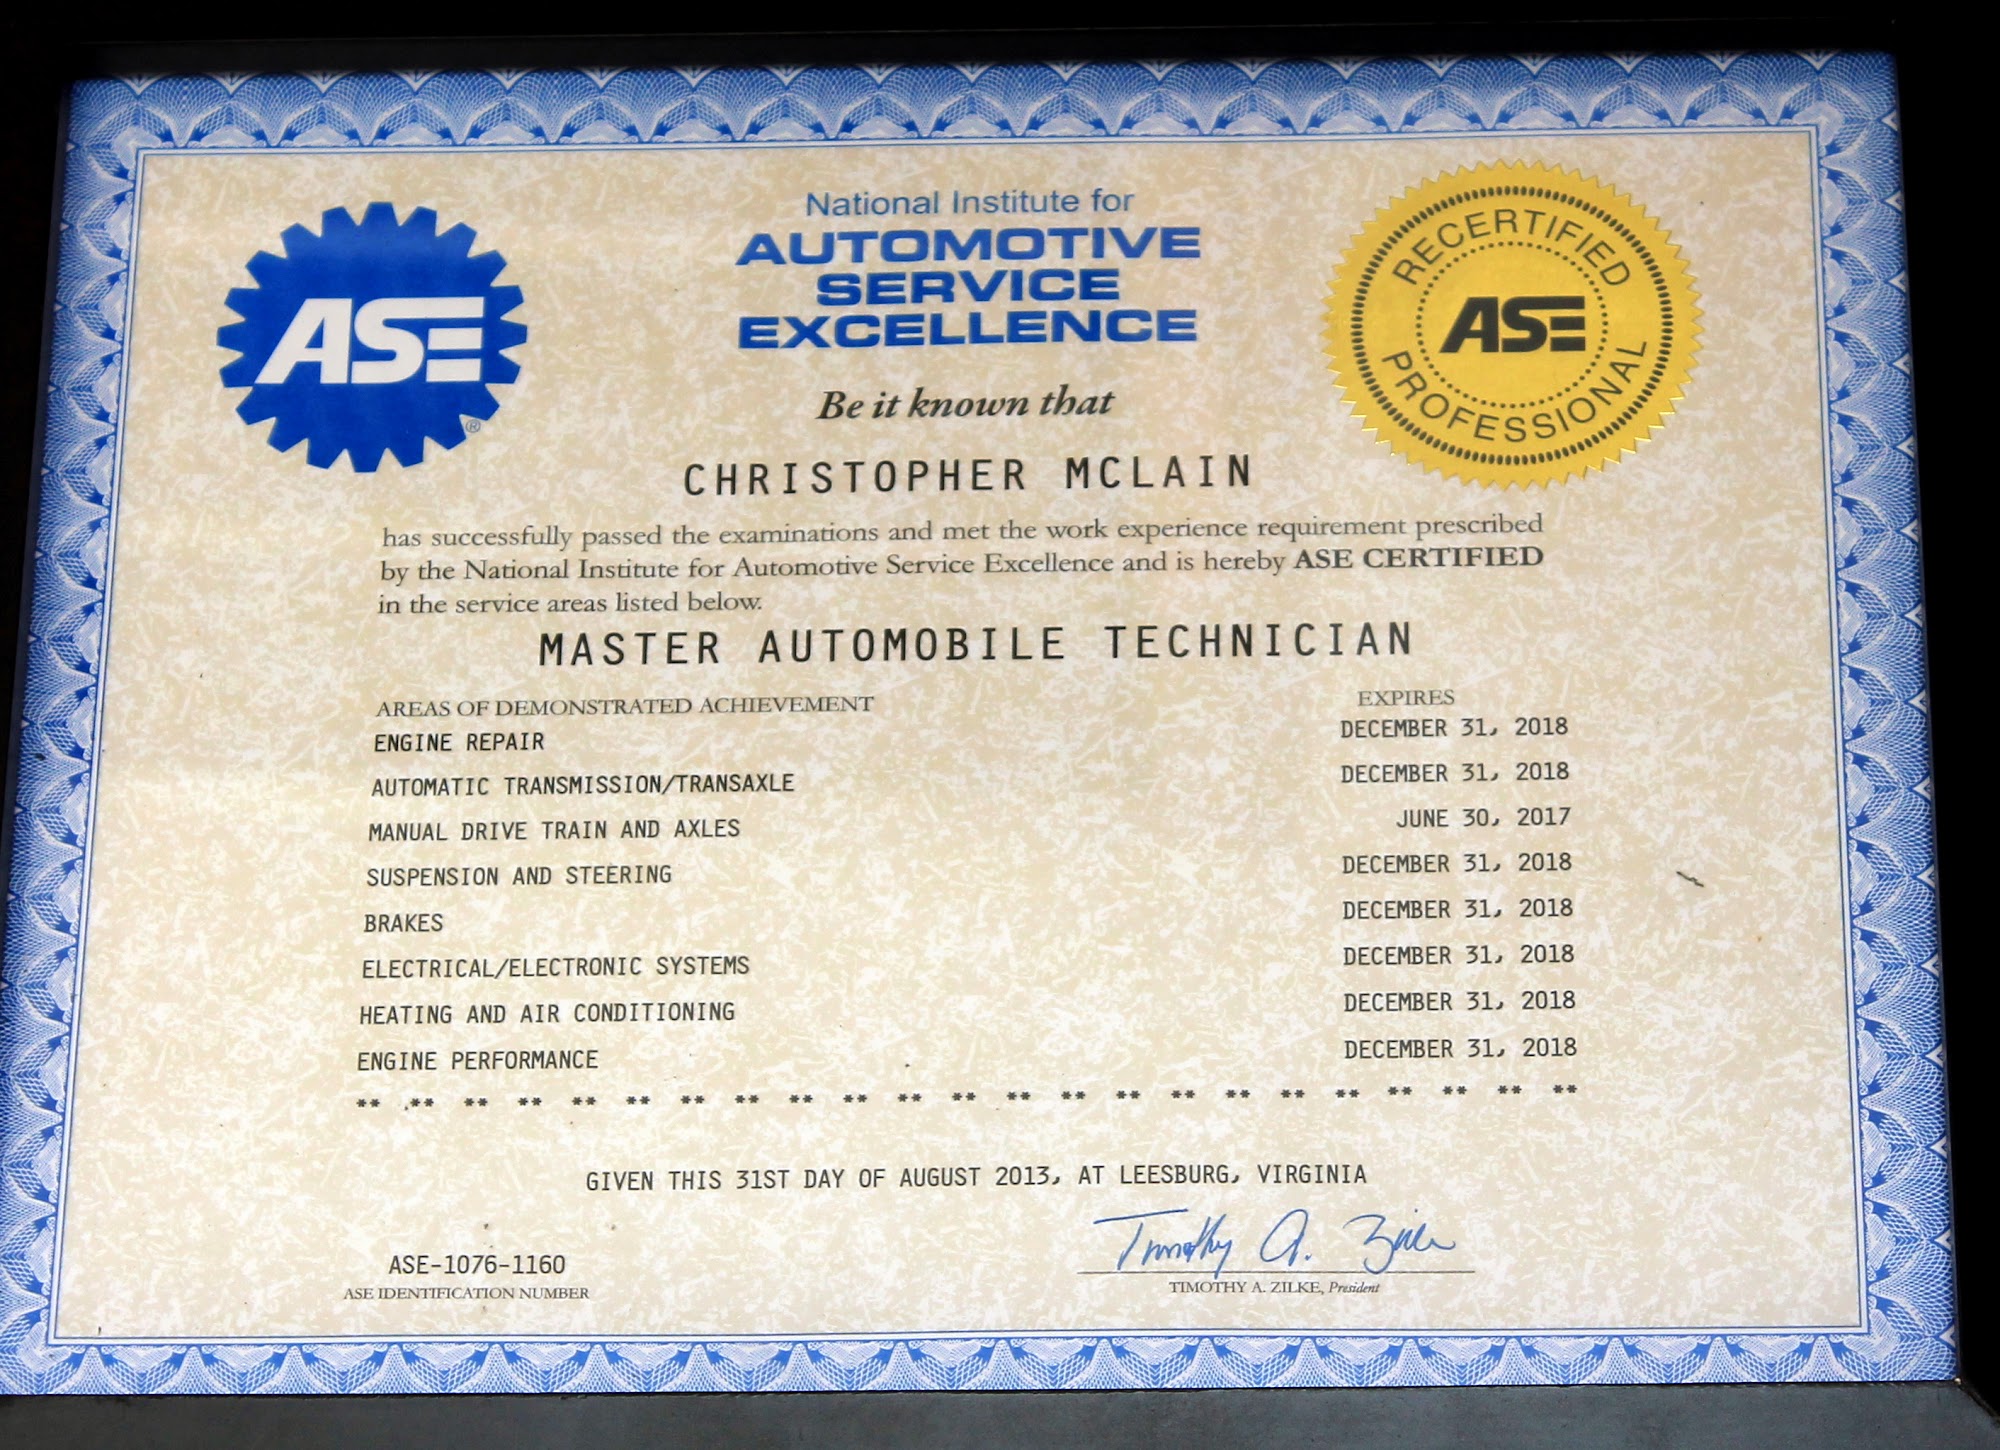 National Institute for
AUTOMOTIVE
SERVICE
EXCELLENCE
ASE
®
RECERTIFIED
ASE
PROFESSIONAL
Be it known that
CHRISTOPHER MCLAIN
has successfully passed the examinations and met the work experience requirement prescribed
by the National Institute for Automotive Service Excellence and is hereby ASE CERTIFIED
in the service areas listed below.
MASTER AUTOMOBILE TECHNICIAN
AREAS OF DEMONSTRATED ACHIEVEMENT EXPIRES
ENGINE REPAIR DECEMBER 31, 2018
AUTOMATIC TRANSMISSION/TRANSAXLE DECEMBER 31, 2018
MANUAL DRIVE TRAIN AND AXLES JUNE 30, 2017
SUSPENSION AND STEERING DECEMBER 31, 2018
BRAKES DECEMBER 31, 2018
ELECTRICAL/ELECTRONIC SYSTEMS DECEMBER 31, 2018
HEATING AND AIR CONDITIONING DECEMBER 31, 2018
ENGINE PERFORMANCE DECEMBER 31, 2018
** ** ** ** ** ** ** ** ** ** ** ** ** ** ** ** ** ** ** ** ** ** **
GIVEN THIS 31ST DAY OF AUGUST 2013, AT LEESBURG, VIRGINIA
Timothy A. Zilke
ASE-1076-1160
ASE IDENTIFICATION NUMBER
TIMOTHY A. ZILKE, President